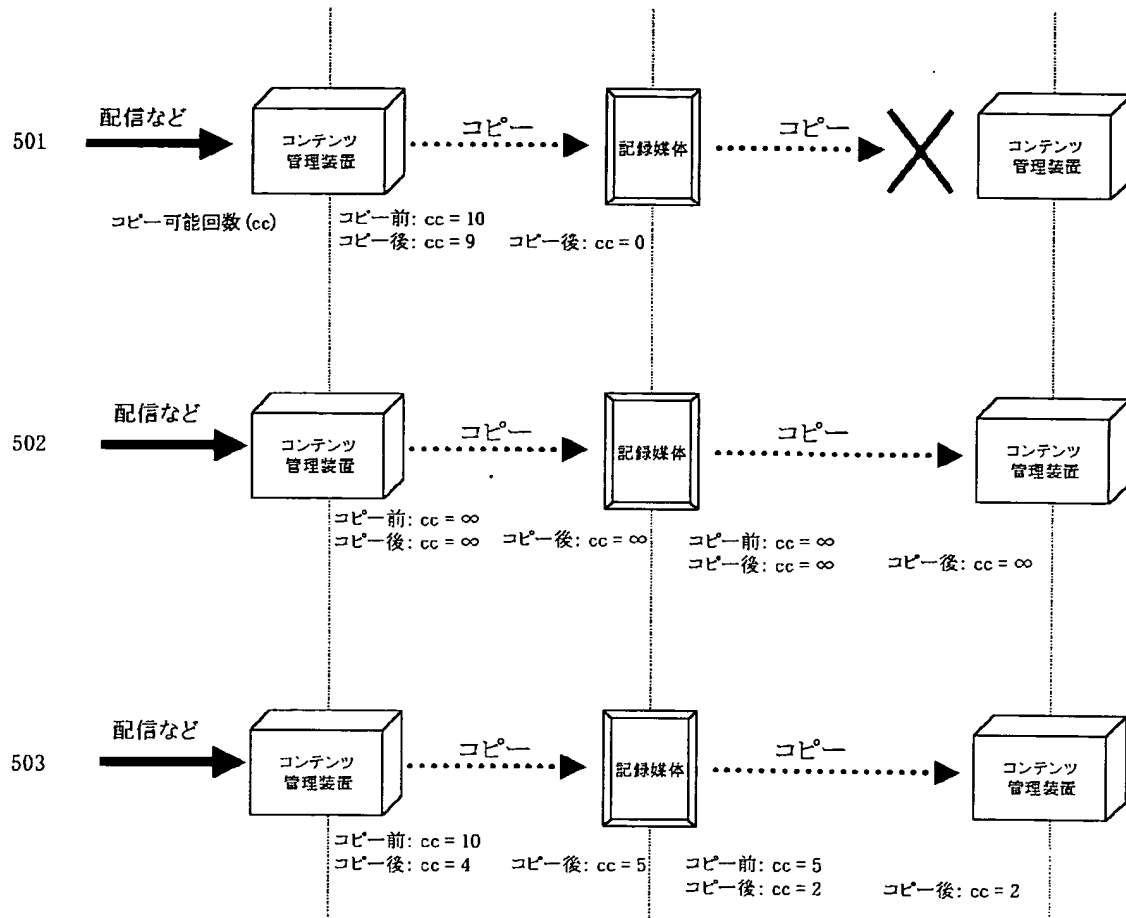 配信など
コピー
コピー
501
コンテンツ
管理装置
記録媒体
コンテンツ
管理装置
コピー可能回数(cc)
コピー前: cc = 10
コピー後: cc = 9
コピー後: cc = 0
配信など
コピー
コピー
502
コンテンツ
管理装置
記録媒体
コンテンツ
管理装置
コピー前: cc = ∞
コピー後: cc = ∞
コピー後: cc = ∞
コピー前: cc = ∞
コピー後: cc = ∞
コピー後: cc = ∞
配信など
コピー
コピー
503
コンテンツ
管理装置
記録媒体
コンテンツ
管理装置
コピー前: cc = 10
コピー後: cc = 4
コピー後: cc = 5
コピー前: cc = 5
コピー後: cc = 2
コピー後: cc = 2